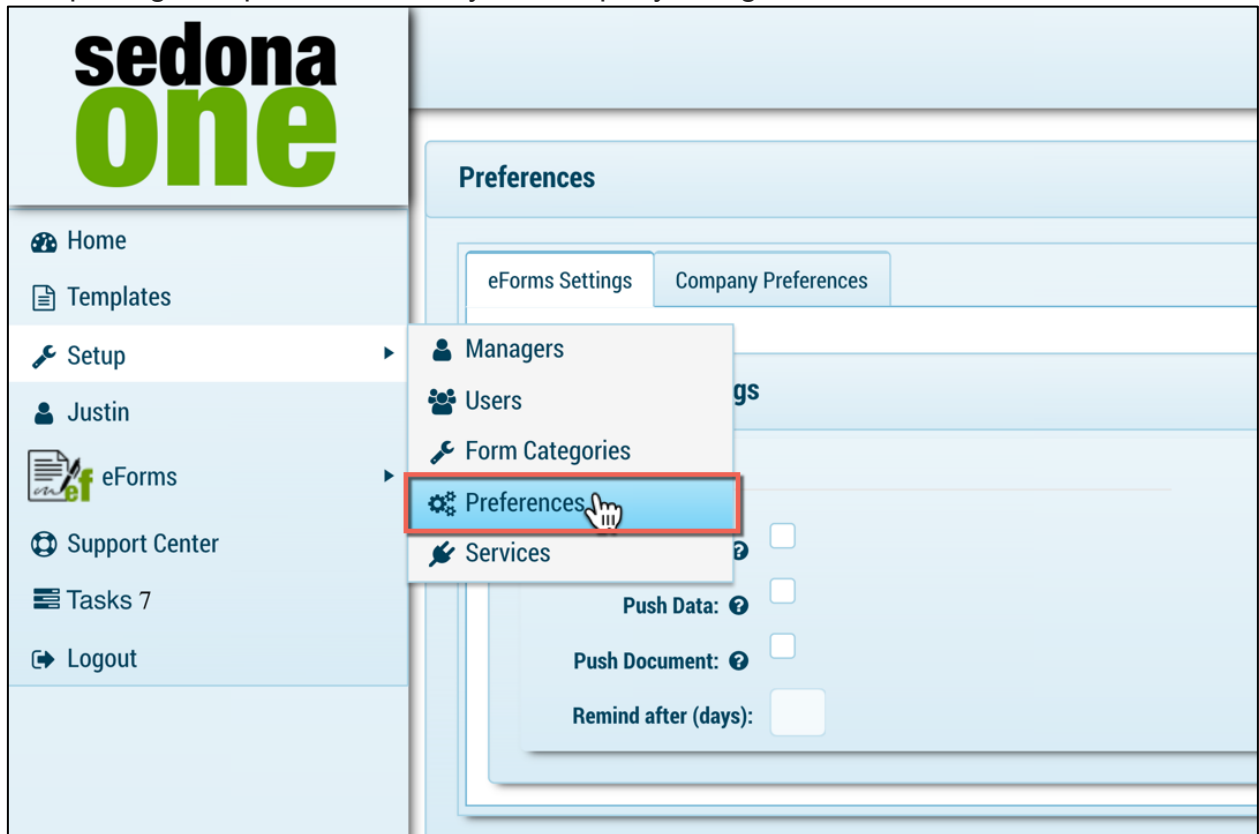 sedona
one
Home
Templates
Setup
Justin
eForms
Support Center
Tasks 7
Logout
Managers
Users
Form Categories
Preferences
Services
Preferences
eForms Settings
Company Preferences
gs
Push Data:
Push Document:
Remind after (days):